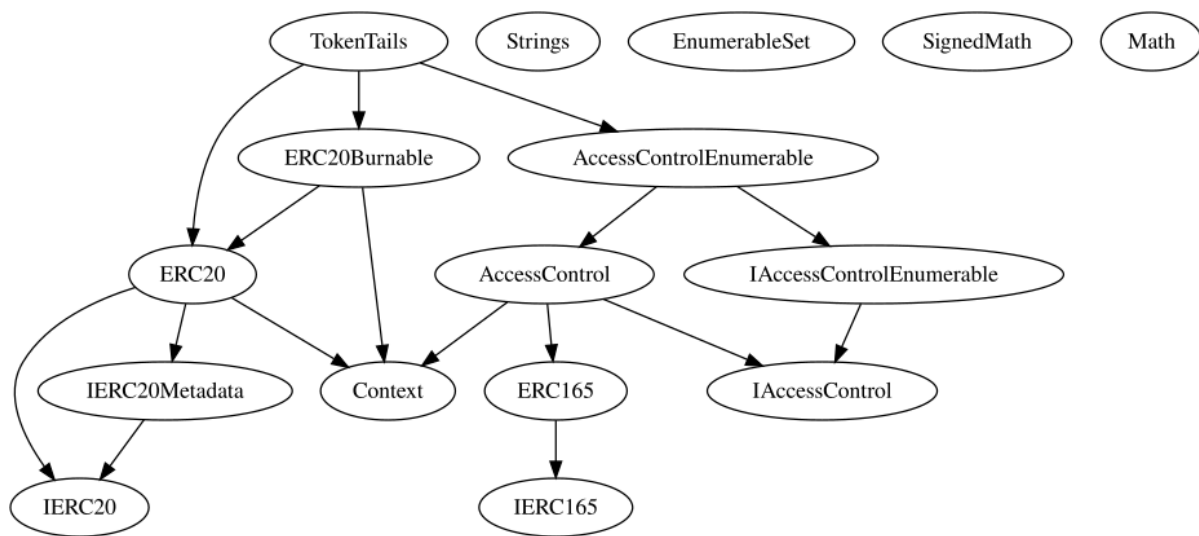 TokenTails
Strings
EnumerableSet
SignedMath
Math
ERC20Burnable
AccessControlEnumerable
ERC20
AccessControl
IAccessControlEnumerable
IERC20Metadata
Context
ERC165
IAccessControl
IERC20
IERC165